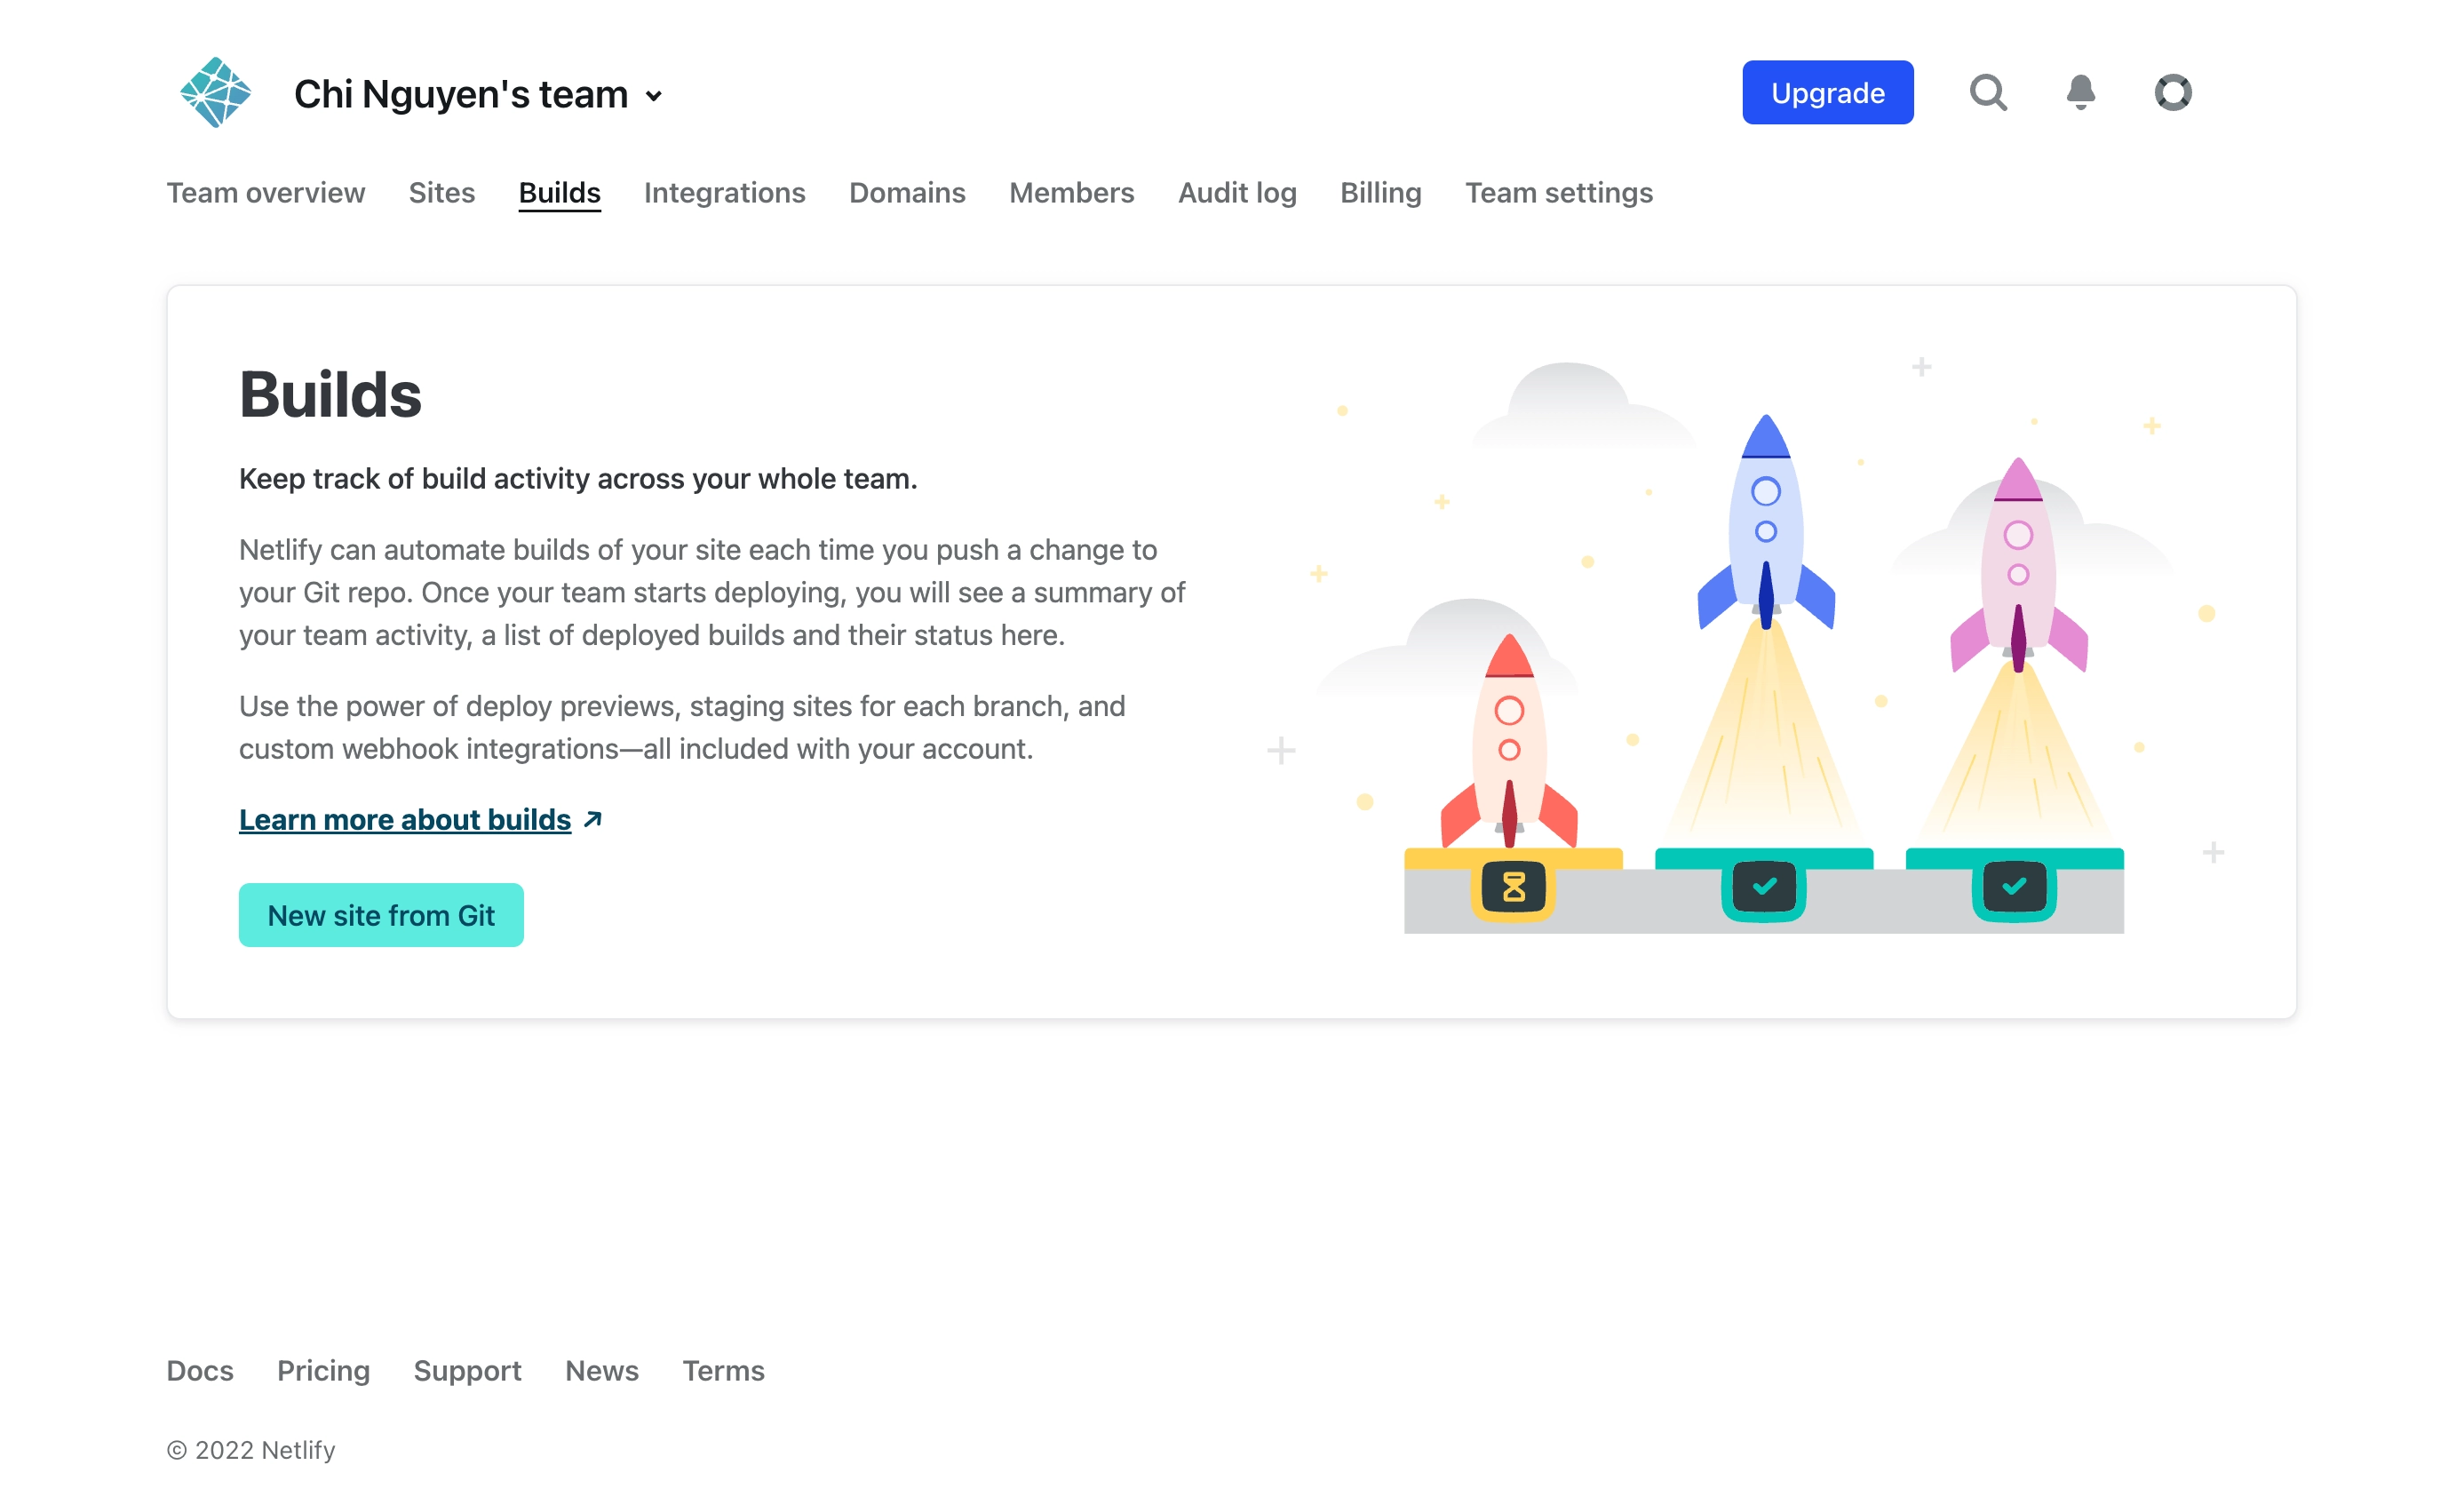 Chi Nguyen's team
Upgrade
Team overview Sites Builds Integrations Domains Members Audit log Billing Team settings
Builds
Keep track of build activity across your whole team.
Netlify can automate builds of your site each time you push a change to
your Git repo. Once your team starts deploying, you will see a summary of
your team activity, a list of deployed builds and their status here.
Use the power of deploy previews, staging sites for each branch, and
custom webhook integrations—all included with your account.
Learn more about builds
New site from Git
Docs Pricing Support News Terms
© 2022 Netlify